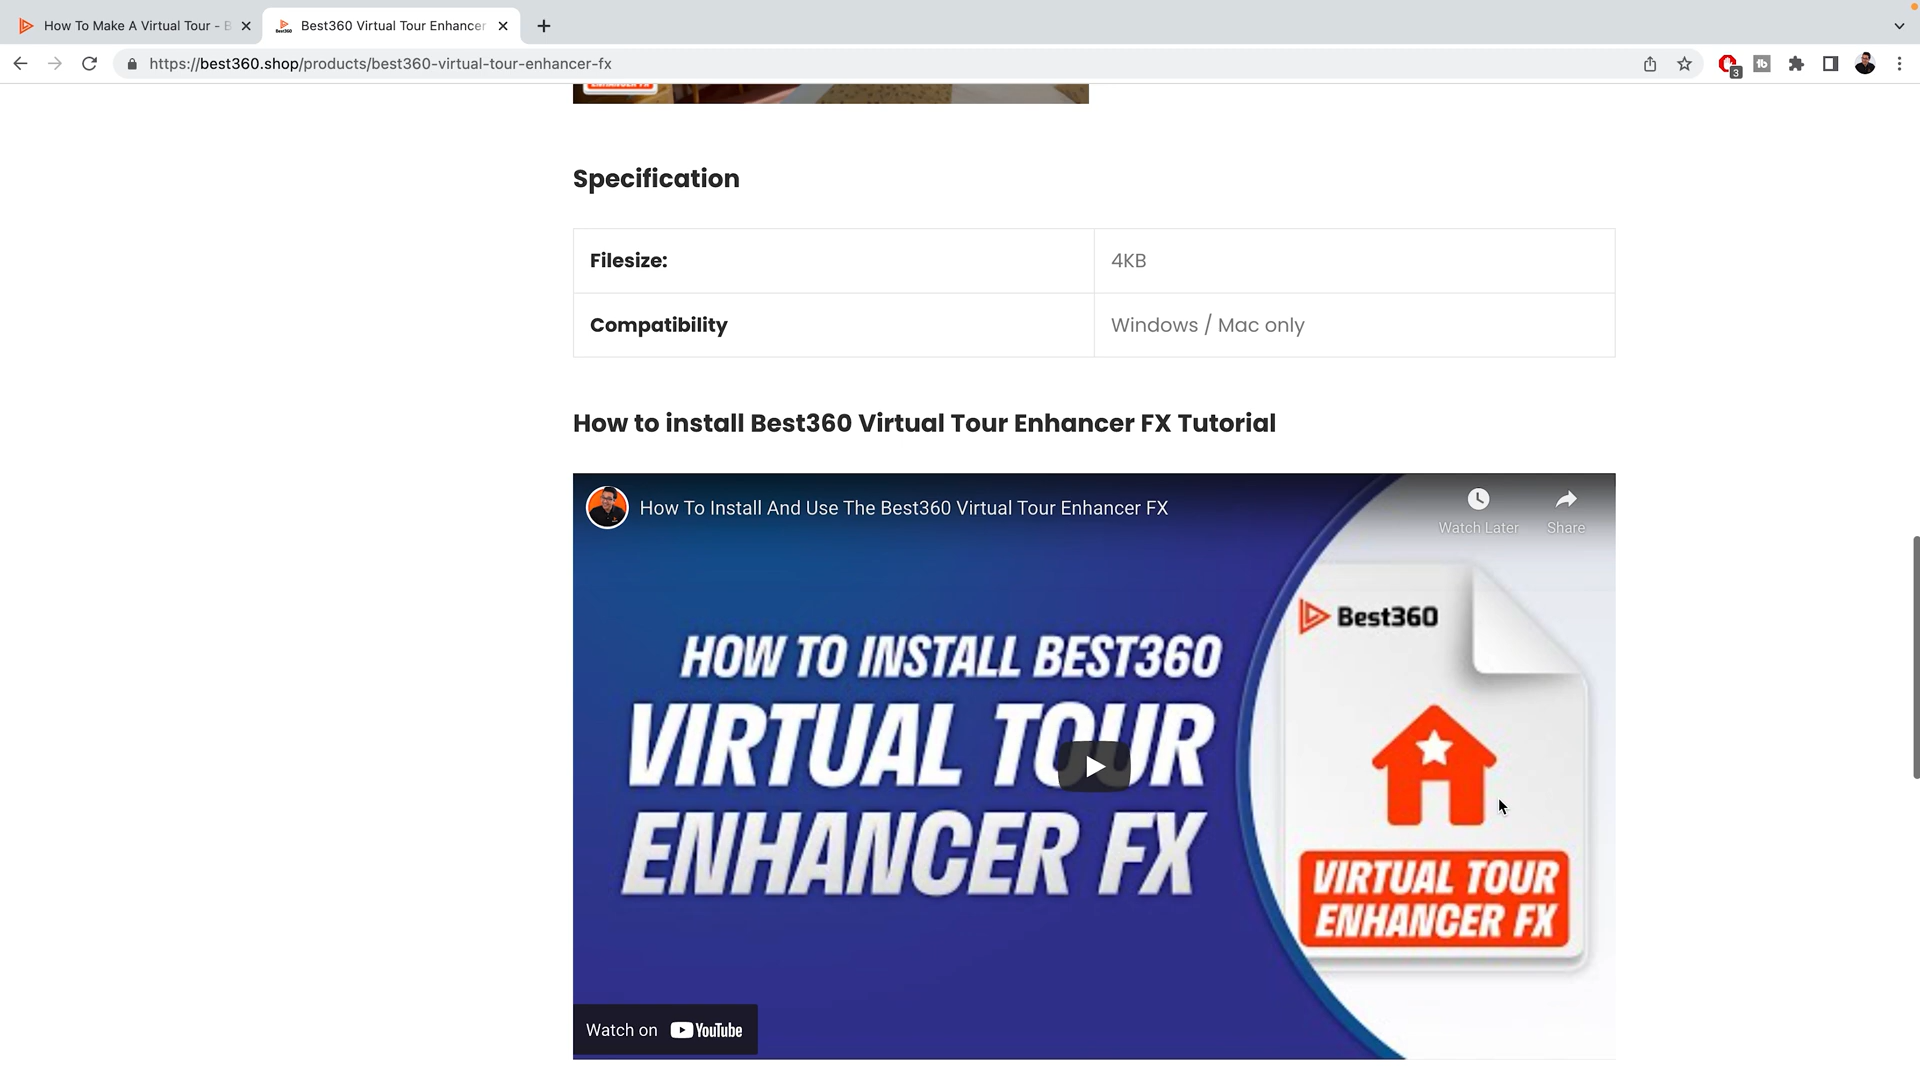 How To Make A Virtual Tour - B
Best360 Virtual Tour Enhancer
https://best360.shop/products/best360-virtual-tour-enhancer-fx
3
Specification
Filesize: 4KB
Compatibility Windows / Mac only
How to install Best360 Virtual Tour Enhancer FX Tutorial
How To Install And Use The Best360 Virtual Tour Enhancer FX
Watch Later
Share
HOW TO INSTALL BEST360
VIRTUAL TOUR
ENHANCER FX
Best360
VIRTUAL TOUR
ENHANCER FX
Watch on YouTube